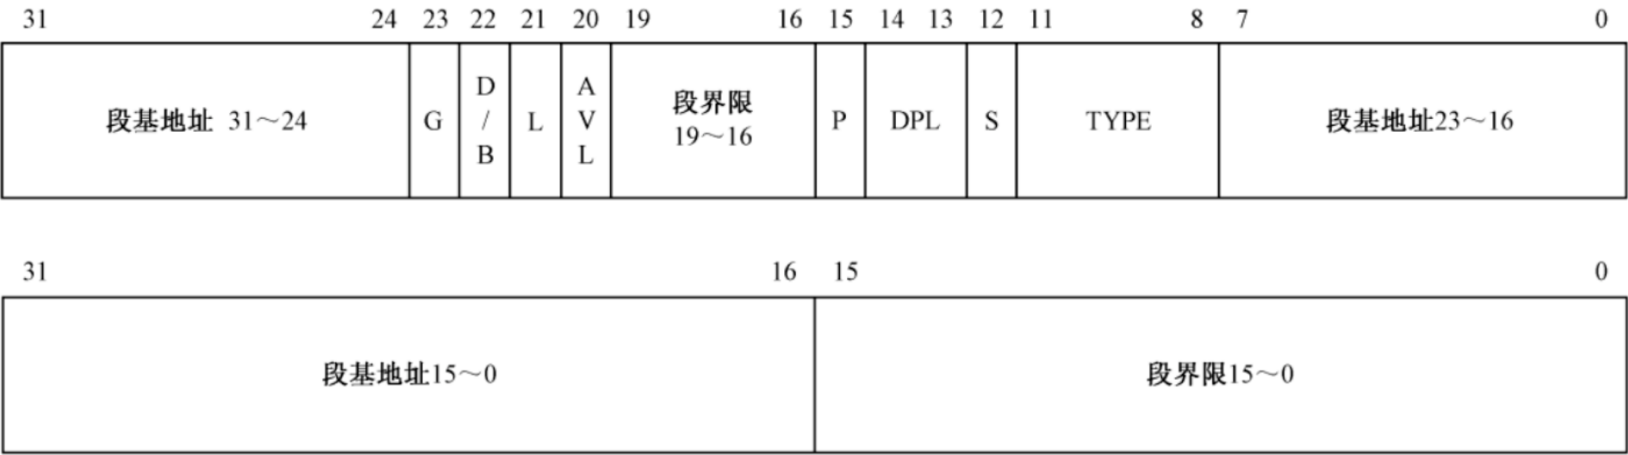 31 24 23 22 21 20 19 16 15 14 13 12 11 8 7 0
段基地址 31～24 G D/B L AVL 段界限 19～16 P DPL S TYPE 段基地址23～16
31 16 15 0
段基地址15～0 段界限15～0